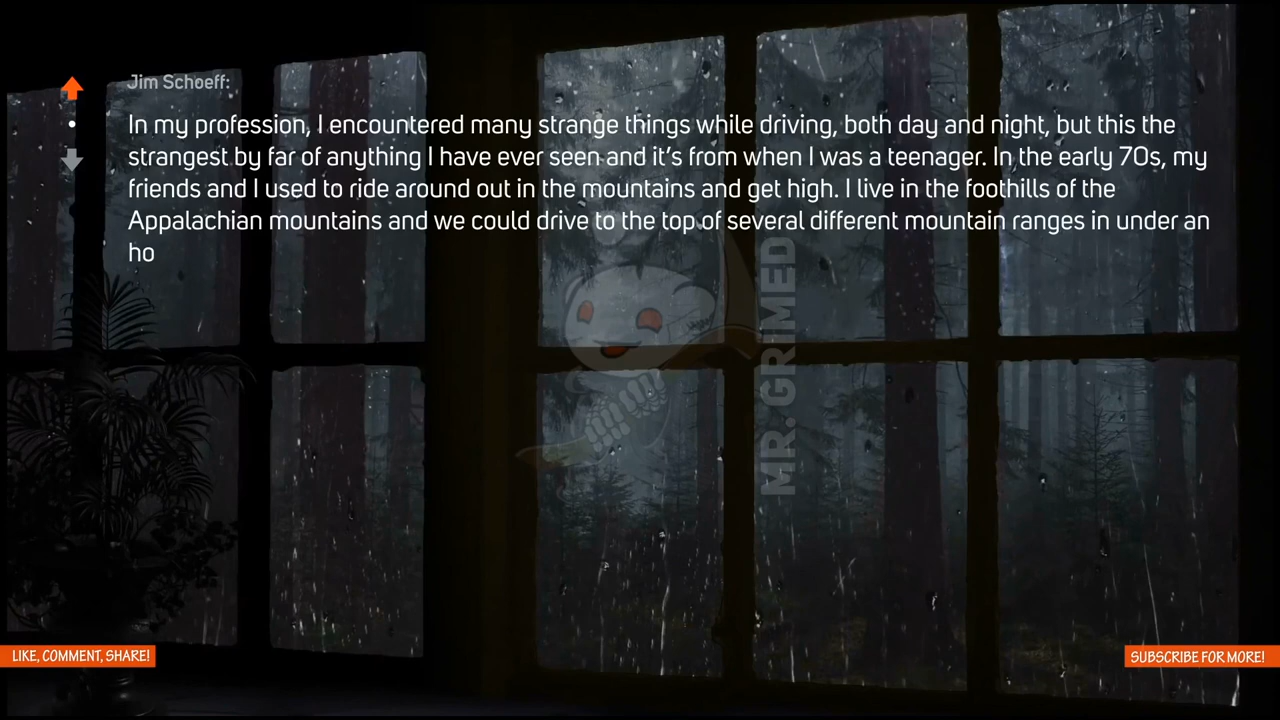 Jim Schoeff:
In my profession, I encountered many strange things while driving, both day and night, but this the
strangest by far of anything I have ever seen and it's from when I was a teenager. In the early 70s, my
friends and I used to ride around out in the mountains and get high. I live in the foothills of the
Appalachian mountains and we could drive to the top of several different mountain ranges in under an
ho
MR. GRIMED
LIKE, COMMENT, SHARE!
SUBSCRIBE FOR MORE!